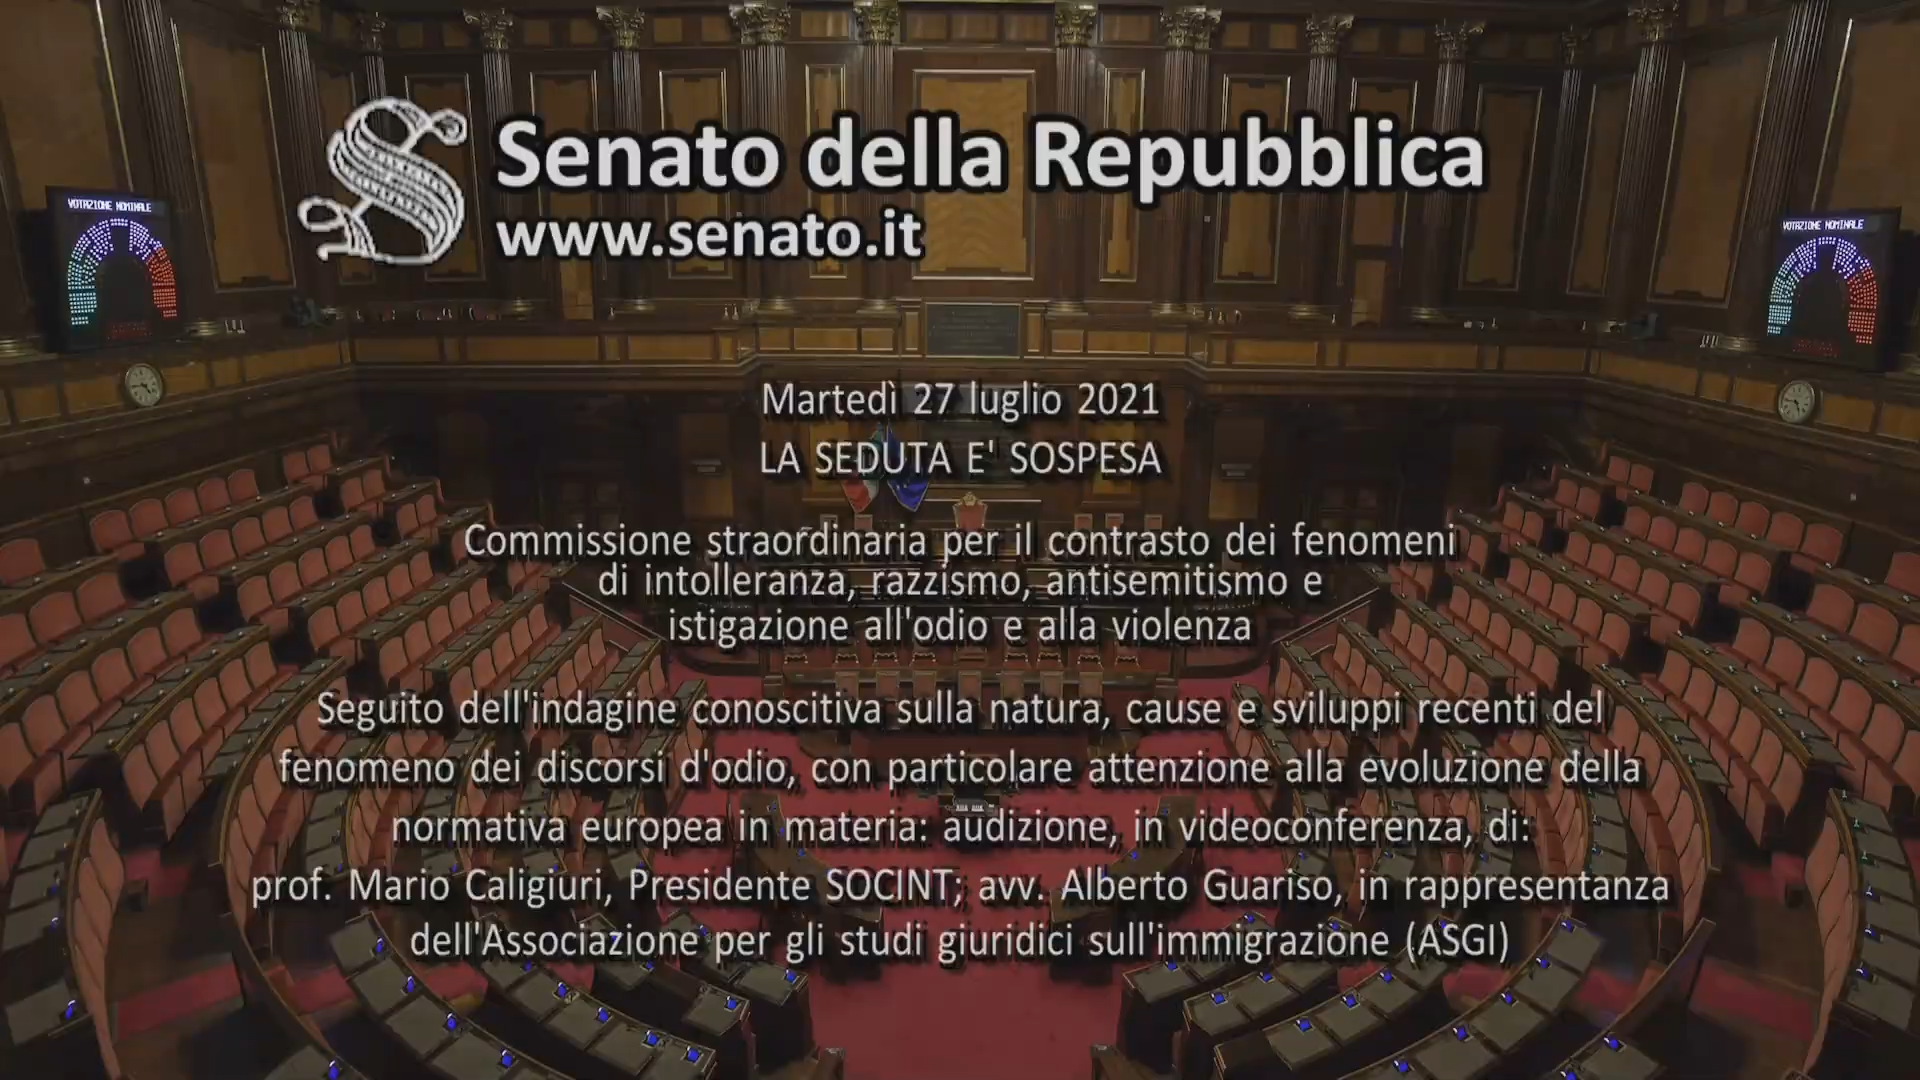 Senato della Repubblica
www.senato.it
VOTAZIONE NOMINALE
VOTAZIONE NOMINALE
Martedì 27 luglio 2021
LA SEDUTA E' SOSPESA
Commissione straordinaria per il contrasto dei fenomeni
di intolleranza, razzismo, antisemitismo e
istigazione all'odio e alla violenza
Seguito dell'indagine conoscitiva sulla natura, cause e sviluppi recenti del
fenomeno dei discorsi d'odio, con particolare attenzione alla evoluzione della
normativa europea in materia: audizione, in videoconferenza, di:
prof. Mario Caligiuri, Presidente SOCINT; avv. Alberto Guariso, in rappresentanza
dell'Associazione per gli studi giuridici sull'immigrazione (ASGI)